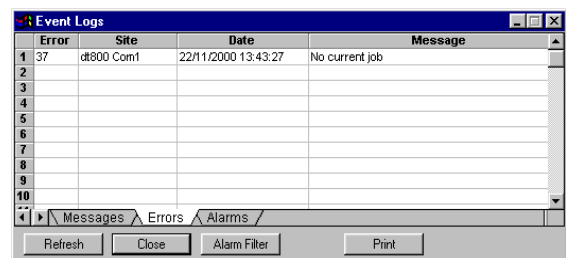 Event Logs
Error Site Date Message
1 37 dt800 Com1 22/11/2000 13:43:27 No current job
2
3
4
5
6
7
8
9
10
Messages Errors Alarms
Refresh Close Alarm Filter Print